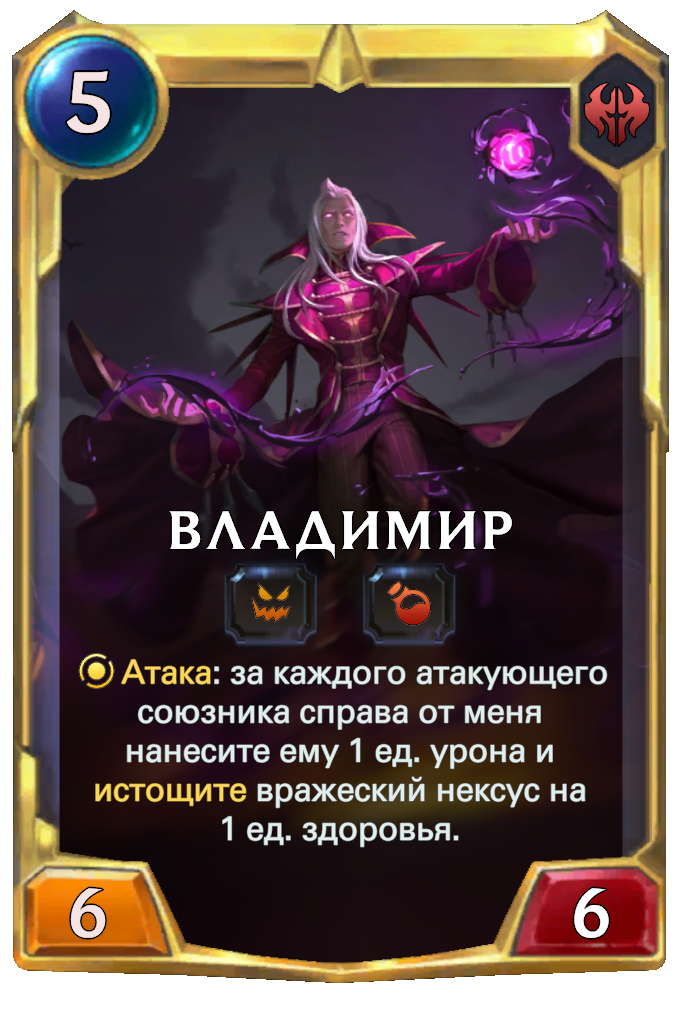 5
ВЛАДИМИР
Атака: за каждого атакующего
союзника справа от меня
нанесите ему 1 ед. урона и
истощите вражеский нексус на
1 ед. здоровья.
6
6